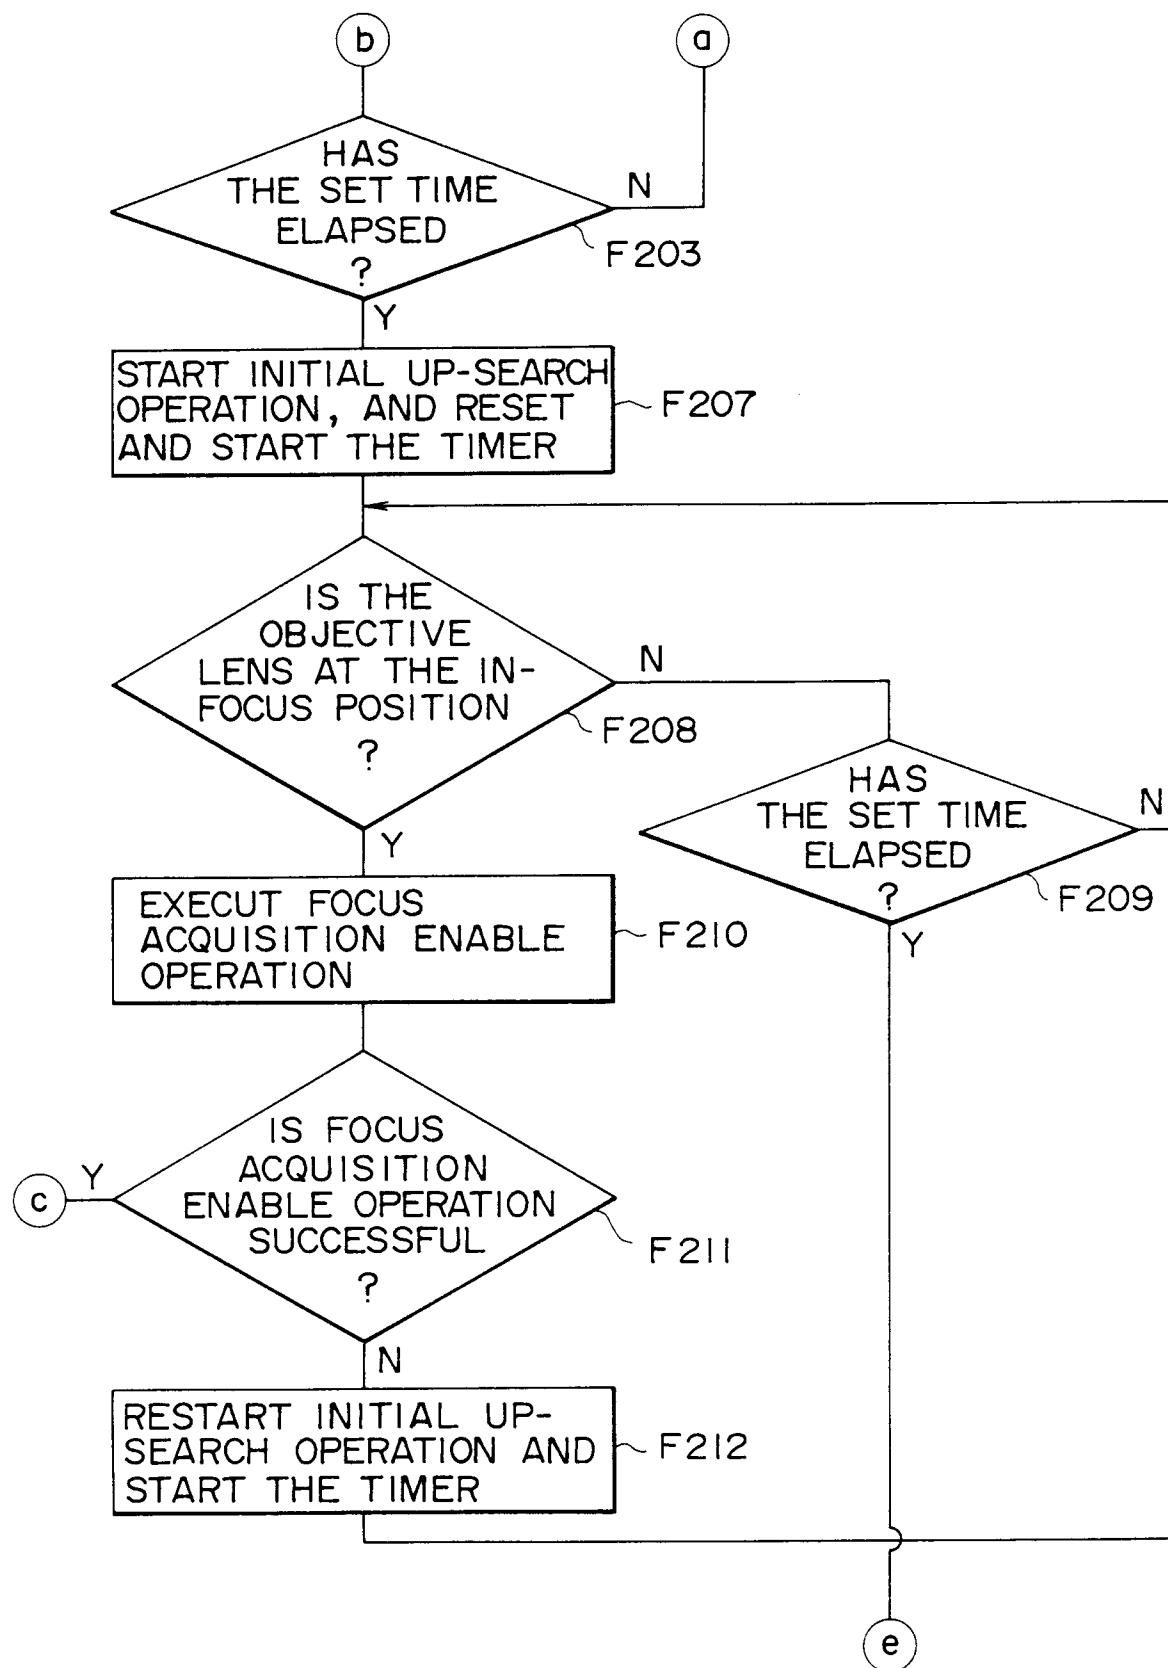 b
a
HAS
THE SET TIME
ELAPSED
?
N
F203
Y
START INITIAL UP-SEARCH
OPERATION, AND RESET
AND START THE TIMER
F207
IS THE
OBJECTIVE
LENS AT THE IN-
FOCUS POSITION
?
N
F208
Y
HAS
THE SET TIME
ELAPSED
?
N
F209
Y
EXECUT FOCUS
ACQUISITION ENABLE
OPERATION
F210
IS FOCUS
ACQUISITION
ENABLE OPERATION
SUCCESSFUL
?
Y
c
F211
N
RESTART INITIAL UP-
SEARCH OPERATION AND
START THE TIMER
F212
e